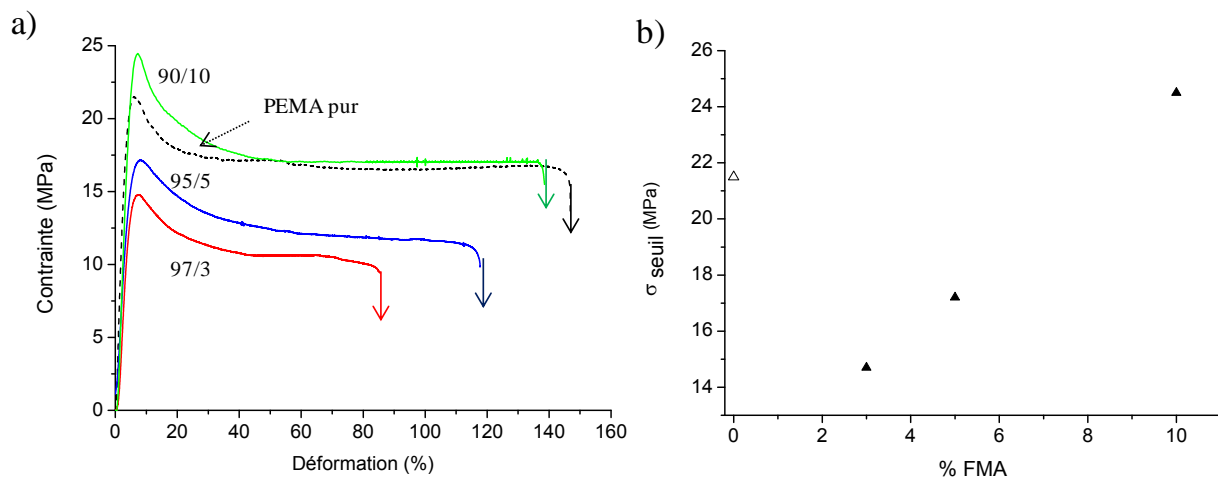 a)
25
20
15
10
5
0
Contrainte (MPa)
90/10
PEMA pur
95/5
97/3
0 20 40 60 80 100 120 140 160
Déformation (%)
b)
26
24
22
20
18
16
14
σ seuil (MPa)
0 2 4 6 8 10
% FMA